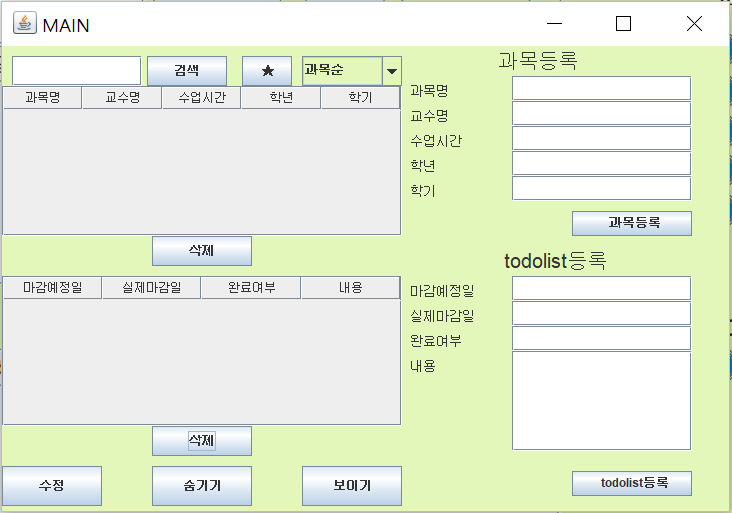 MAIN
검색 ★ 과목순
과목명 교수명 수업시간 학년 학기
삭제
마감예정일 실제마감일 완료여부 내용
삭제
수정 숨기기 보이기
과목등록
과목명
교수명
수업시간
학년
학기
과목등록
todolist등록
마감예정일
실제마감일
완료여부
내용
todolist등록